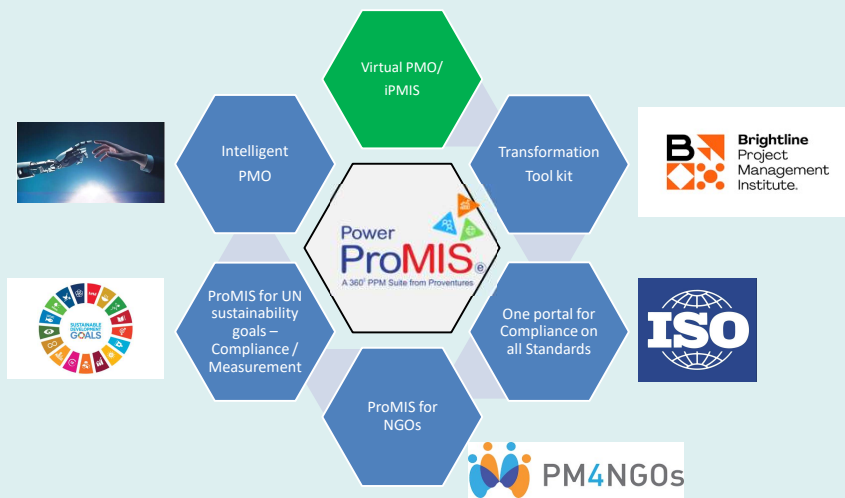 Virtual PMO/
iPMIS
Intelligent
PMO
Transformation
Tool kit
Brightline
Project
Management
Institute.
Power
ProMIS
e
A 360° PPM Suite from Proventures
ProMIS for UN
sustainability
goals –
Compliance /
Measurement
SUSTAINABLE
DEVELOPMENT
GOALS
One portal for
Compliance on
all Standards
ISO
ProMIS for
NGOs
PM4NGOs